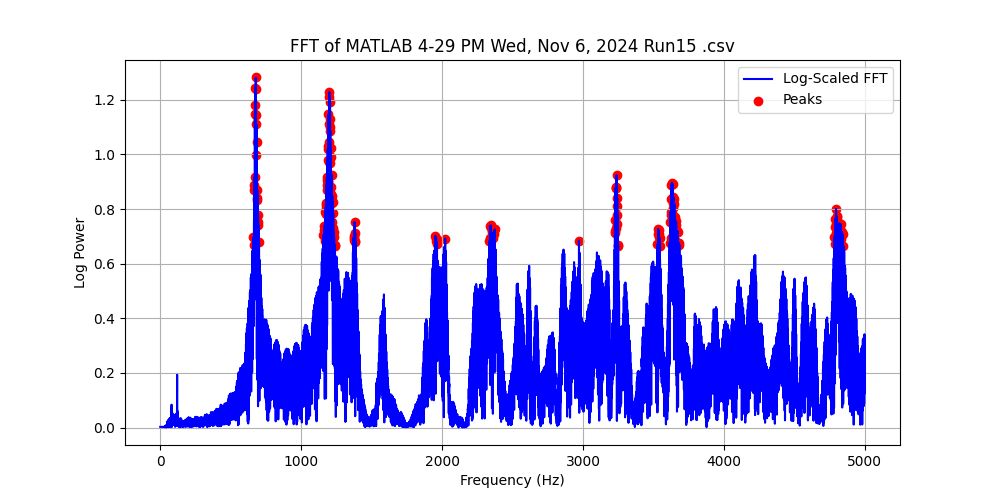 FFT of MATLAB 4-29 PM Wed, Nov 6, 2024 Run15 .csv
Log-Scaled FFT
Peaks
Log Power
1.2
1.0
0.8
0.6
0.4
0.2
0.0
0 1000 2000 3000 4000 5000
Frequency (Hz)